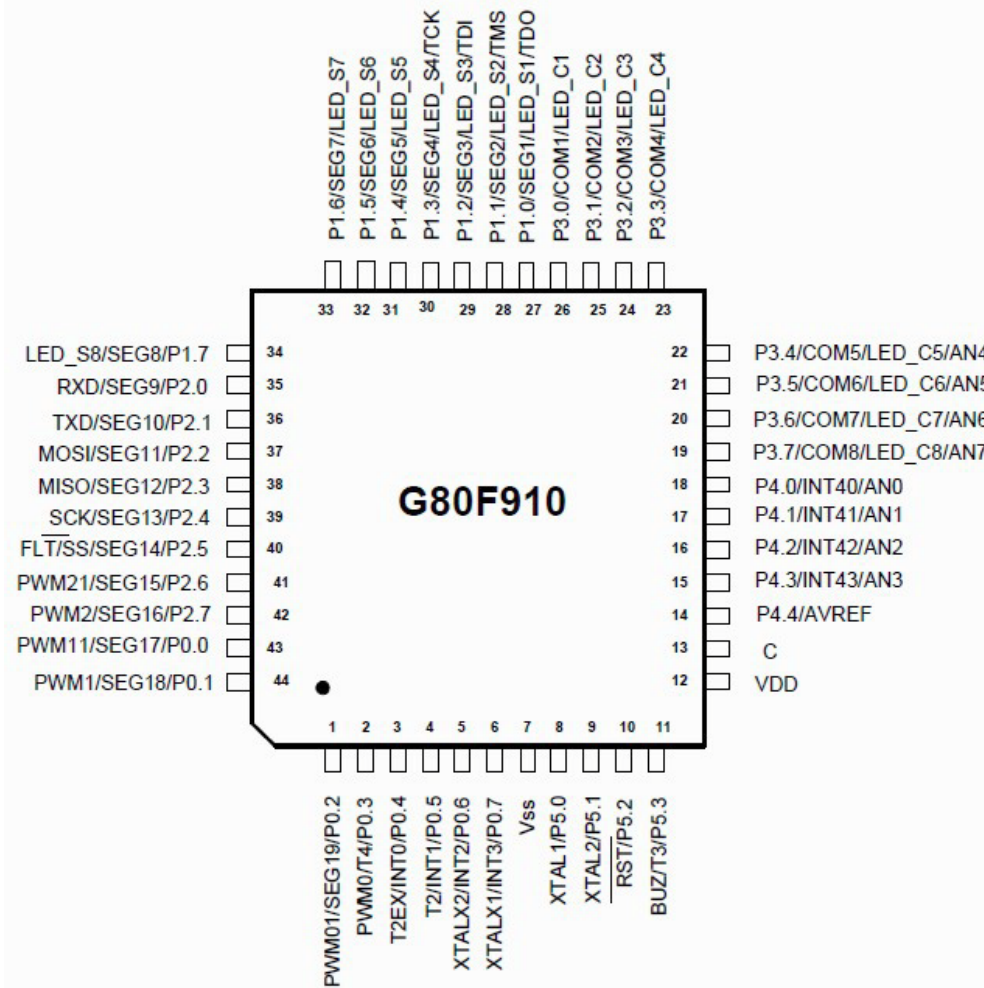 P1.6/SEG7/LED_S7
P1.5/SEG6/LED_S6
P1.4/SEG5/LED_S5
P1.3/SEG4/LED_S4/TCK
P1.2/SEG3/LED_S3/TDI
P1.1/SEG2/LED_S2/TMS
P1.0/SEG1/LED_S1/TDO
P3.0/COM1/LED_C1
P3.1/COM2/LED_C2
P3.2/COM3/LED_C3
P3.3/COM4/LED_C4
33 32 31 30 29 28 27 26 25 24 23
LED_S8/SEG8/P1.7 34
RXD/SEG9/P2.0 35
TXD/SEG10/P2.1 36
MOSI/SEG11/P2.2 37
MISO/SEG12/P2.3 38
SCK/SEG13/P2.4 39
FLT/SS/SEG14/P2.5 40
PWM21/SEG15/P2.6 41
PWM2/SEG16/P2.7 42
PWM11/SEG17/P0.0 43
PWM1/SEG18/P0.1 44
G80F910
22 P3.4/COM5/LED_C5/AN4
21 P3.5/COM6/LED_C6/AN5
20 P3.6/COM7/LED_C7/AN6
19 P3.7/COM8/LED_C8/AN7
18 P4.0/INT40/AN0
17 P4.1/INT41/AN1
16 P4.2/INT42/AN2
15 P4.3/INT43/AN3
14 P4.4/AVREF
13 C
12 VDD
1 2 3 4 5 6 7 8 9 10 11
PWM01/SEG19/P0.2
PWM0/T4/P0.3
T2EX/INT0/P0.4
T2/INT1/P0.5
XTALX2/INT2/P0.6
XTALX1/INT3/P0.7
Vss
XTAL1/P5.0
XTAL2/P5.1
RST/P5.2
BUZ/T3/P5.3